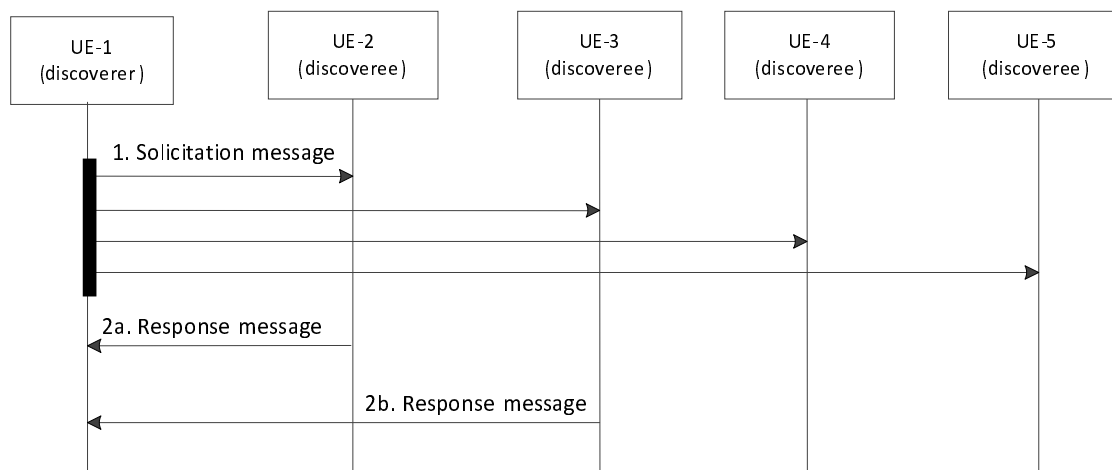 UE-1
(discoverer)
UE-2
(discoveree)
UE-3
(discoveree)
UE-4
(discoveree)
UE-5
(discoveree)
1. Solicitation message
2a. Response message
2b. Response message